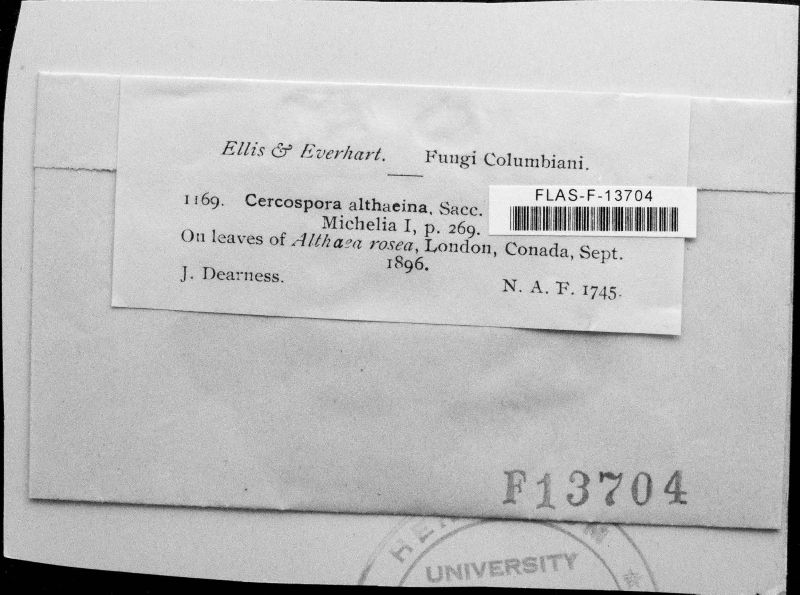 Ellis & Everhart. Fungi Columbiani.
1169. Cercospora althaeina, Sacc.
Michelia I, p. 269.
FLAS-F-13704
On leaves of Althaea rosea, London, Conada, Sept.
1896.
J. Dearness. N. A. F. 1745.
F13704
UNIVERSITY